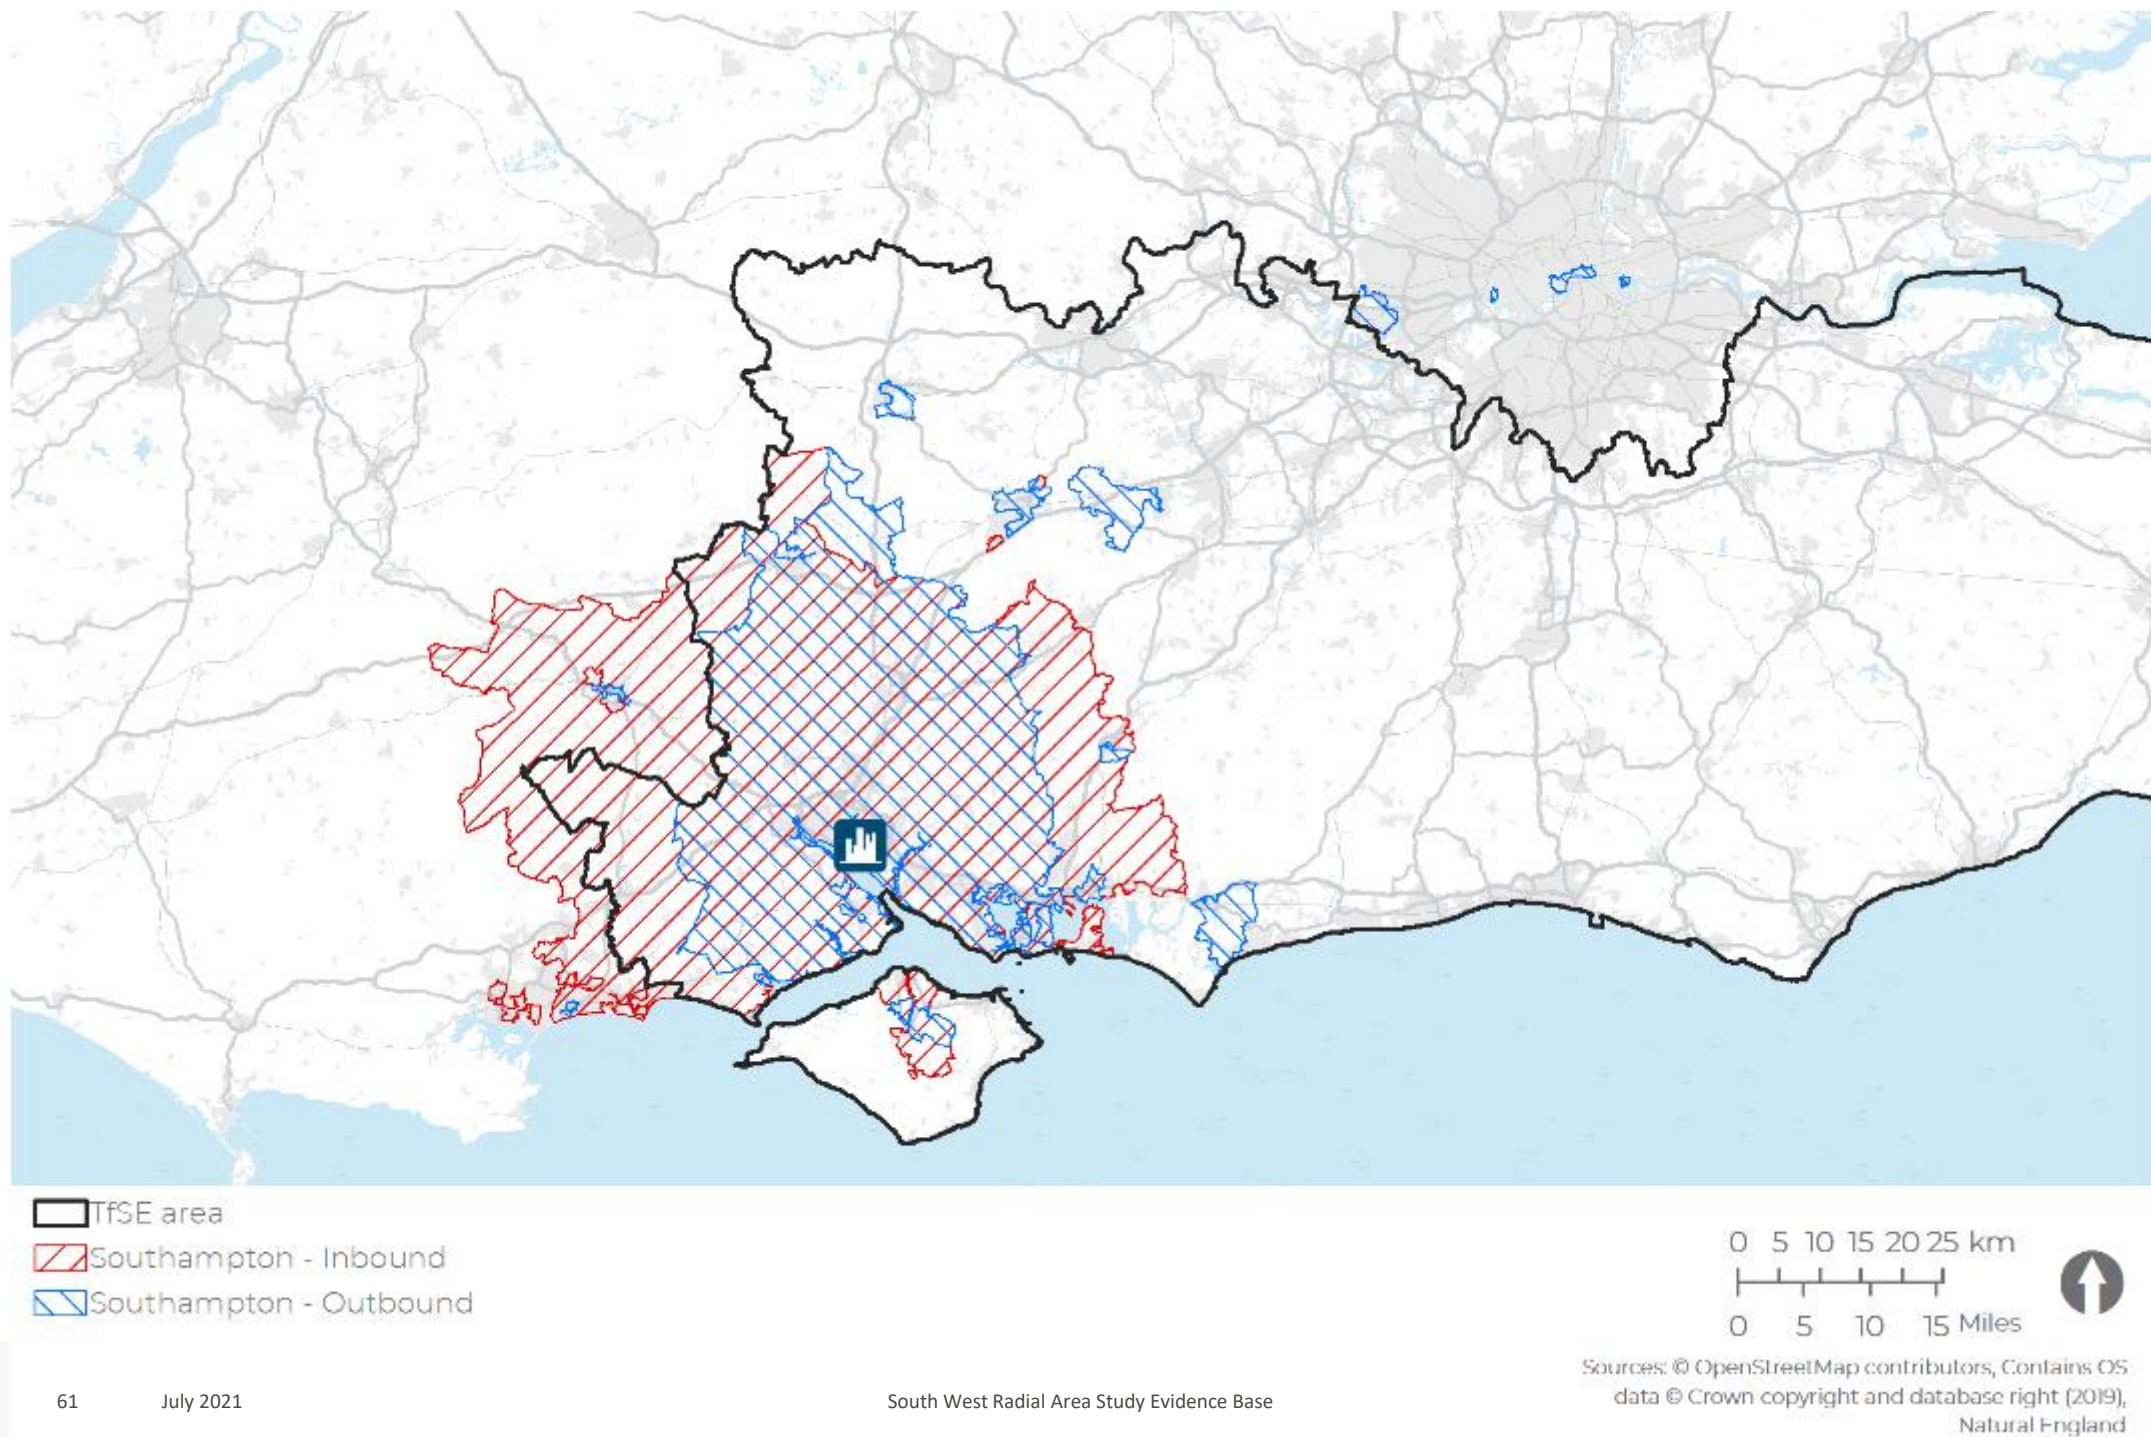 TfSE area
Southampton - Inbound
Southampton - Outbound
0 5 10 15 20 25 km
0 5 10 15 Miles
Sources: © OpenStreetMap contributors, Contains OS
data © Crown copyright and database right (2019),
Natural England
61 July 2021 South West Radial Area Study Evidence Base